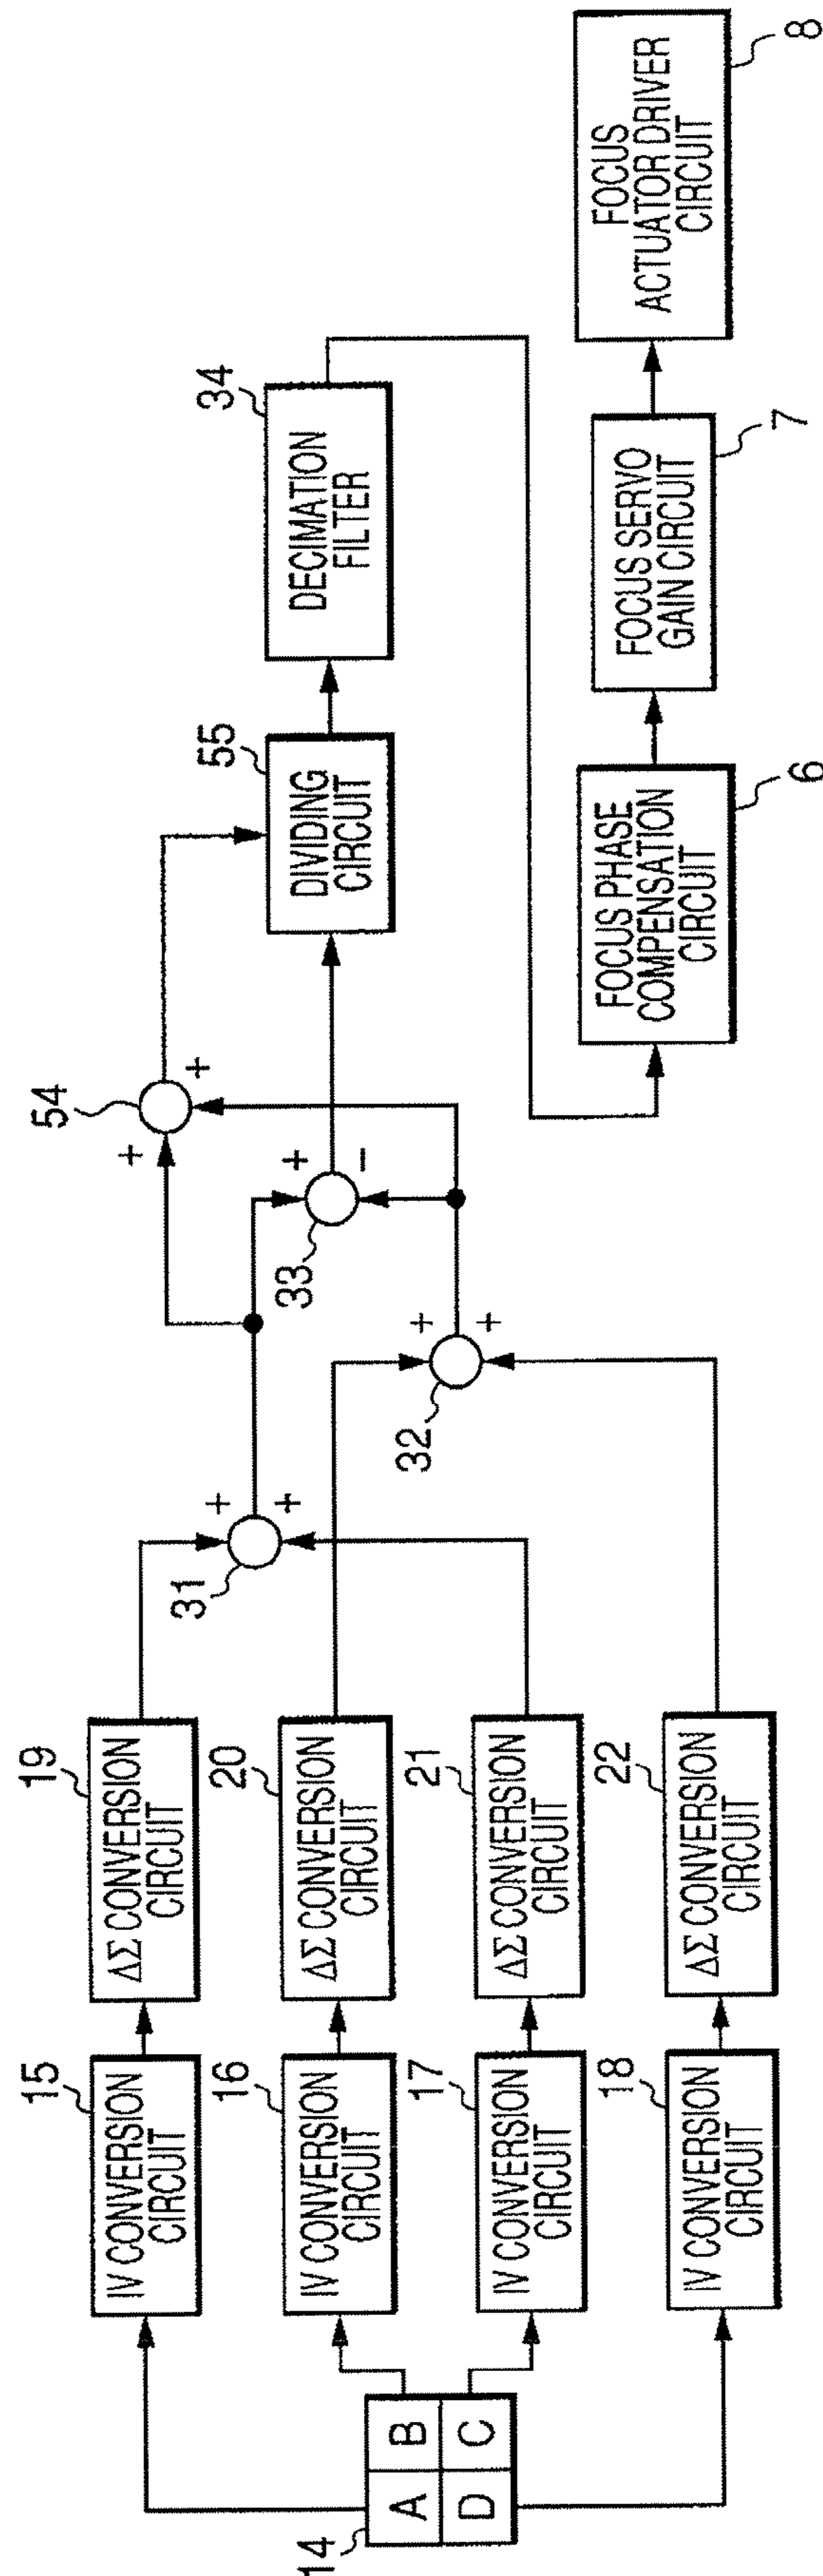 14
A
B
D
C
15
IV CONVERSION
CIRCUIT
19
ΔΣ CONVERSION
CIRCUIT
16
IV CONVERSION
CIRCUIT
20
ΔΣ CONVERSION
CIRCUIT
17
IV CONVERSION
CIRCUIT
21
ΔΣ CONVERSION
CIRCUIT
18
IV CONVERSION
CIRCUIT
22
ΔΣ CONVERSION
CIRCUIT
31
+
+
32
+
+
33
+
−
54
+
+
55
DIVIDING
CIRCUIT
34
DECIMATION
FILTER
FOCUS PHASE
COMPENSATION
CIRCUIT
6
FOCUS SERVO
GAIN CIRCUIT
7
FOCUS
ACTUATOR DRIVER
CIRCUIT
8